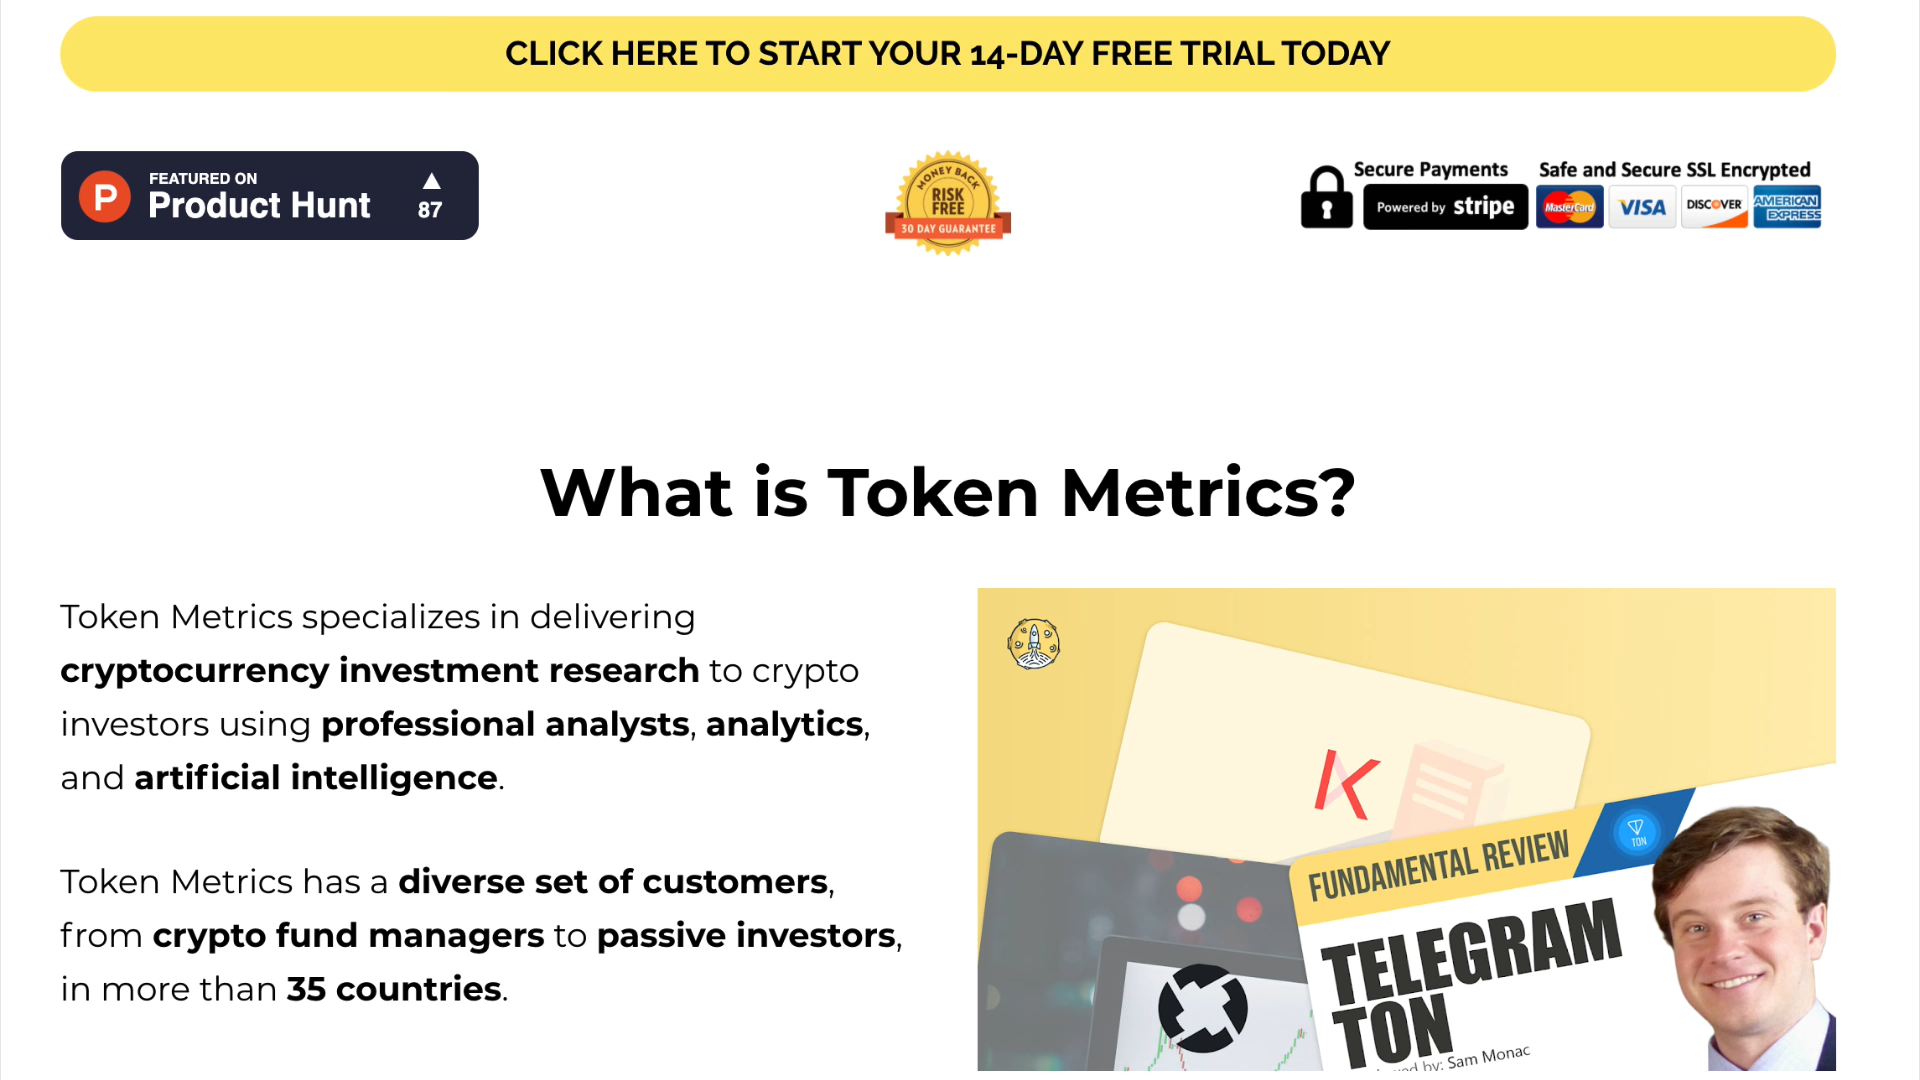 CLICK HERE TO START YOUR 14-DAY FREE TRIAL TODAY
P
FEATURED ON
Product Hunt
87
MONEY BACK
RISK
FREE
30 DAY GUARANTEE
Secure Payments
Powered by stripe
Safe and Secure SSL Encrypted
MasterCard
VISA
DISCOVER
AMERICAN
EXPRESS
What is Token Metrics?
Token Metrics specializes in delivering
cryptocurrency investment research to crypto
investors using professional analysts, analytics,
and artificial intelligence.
Token Metrics has a diverse set of customers,
from crypto fund managers to passive investors,
in more than 35 countries.
FUNDAMENTAL REVIEW
TON
TELEGRAM
TON
by: Sam Monac